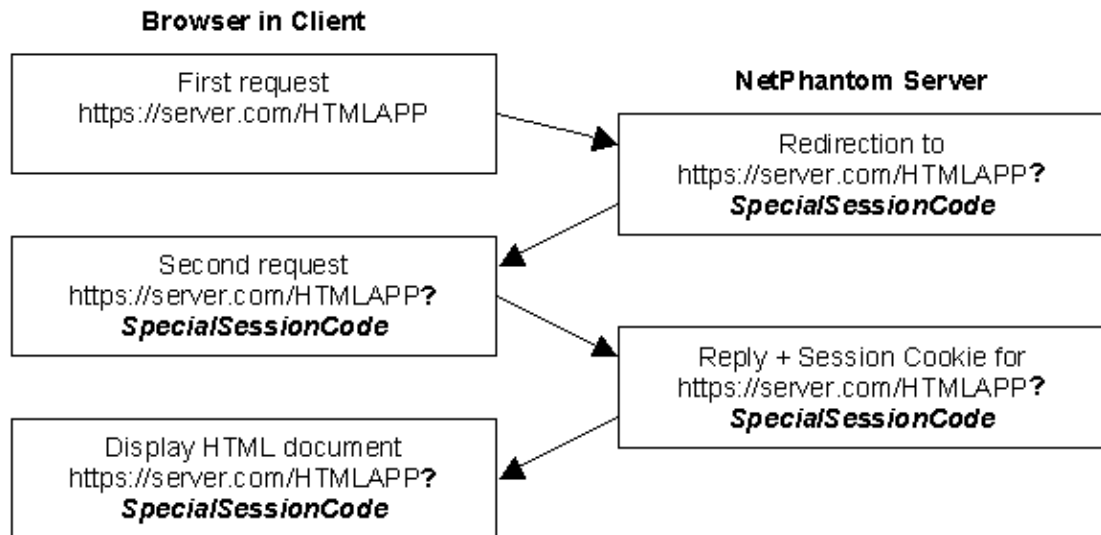 Browser in Client
First request
https://server.com/HTMLAPP
NetPhantom Server
Redirection to
https://server.com/HTMLAPP?
SpecialSessionCode
Second request
https://server.com/HTMLAPP?
SpecialSessionCode
Reply + Session Cookie for
https://server.com/HTMLAPP?
SpecialSessionCode
Display HTML document
https://server.com/HTMLAPP?
SpecialSessionCode